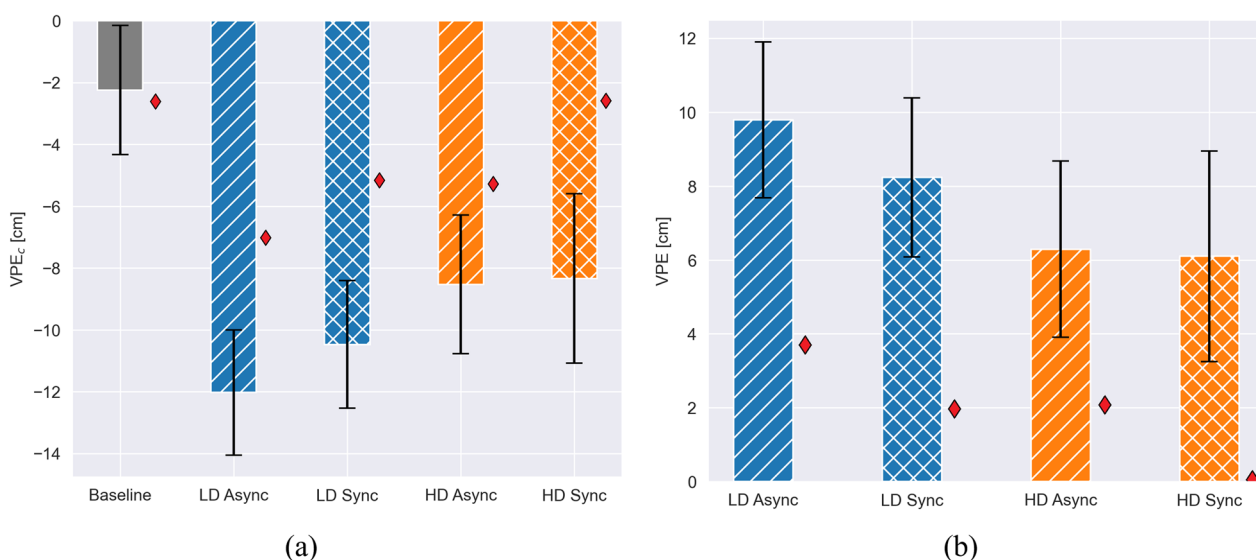 0
−2
−4
−6
−8
−10
−12
−14
VPEc [cm]
Baseline LD Async LD Sync HD Async HD Sync
(a)
12
10
8
6
4
2
0
VPE [cm]
LD Async LD Sync HD Async HD Sync
(b)